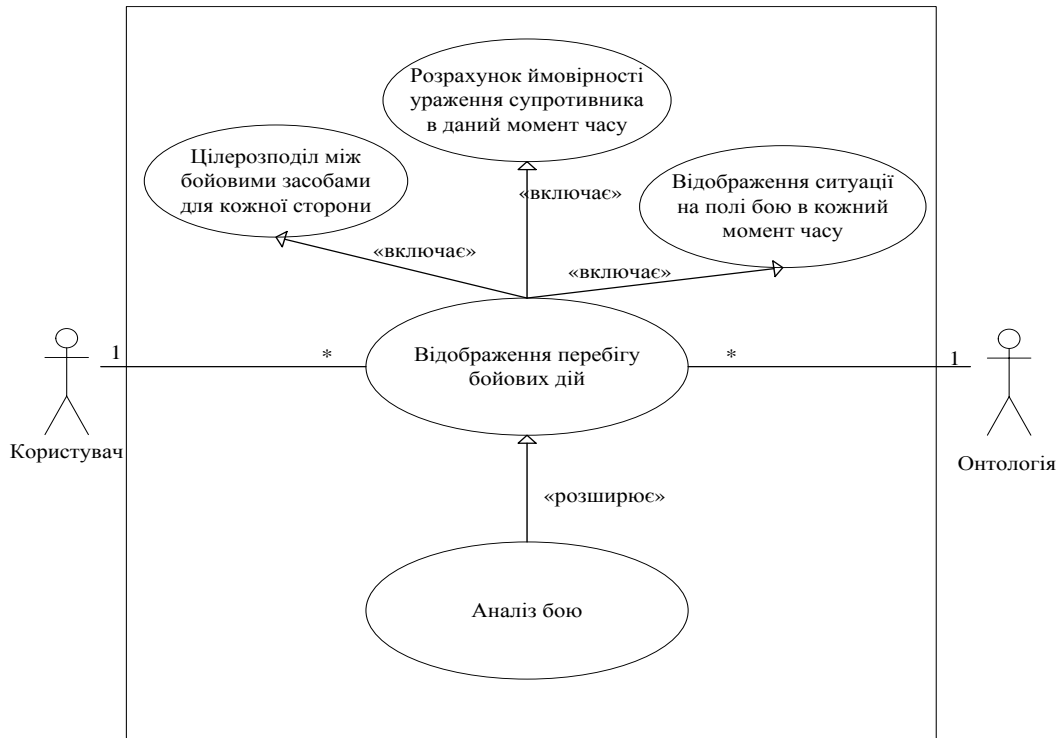 Розрахунок ймовірності
ураження супротивника
в даний момент часу
Цілерозподіл між
бойовими засобами
для кожної сторони
Відображення ситуації
на полі бою в кожний
момент часу
«включає»
«включає»
«включає»
1
*
Відображення перебігу
бойових дій
*
1
Користувач
Онтологія
«розширює»
Аналіз бою